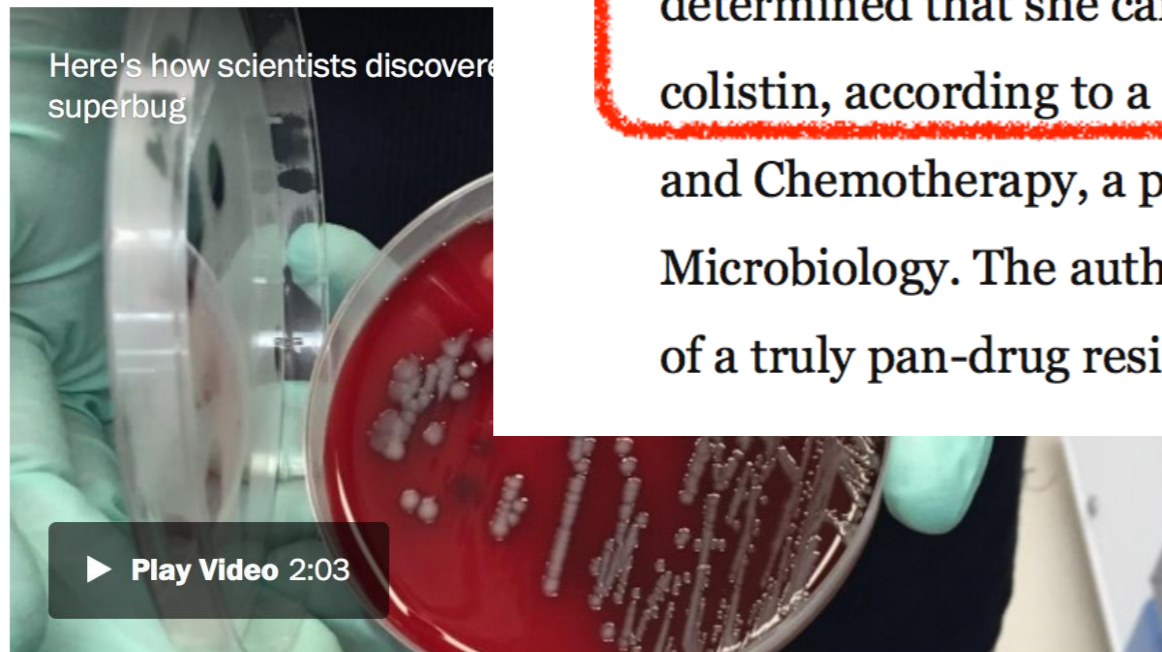 Here's how scientists discovere
superbug
determined that she ca
colistin, according to a
and Chemotherapy, a p
Microbiology. The auth
of a truly pan-drug resi
Play Video 2:03